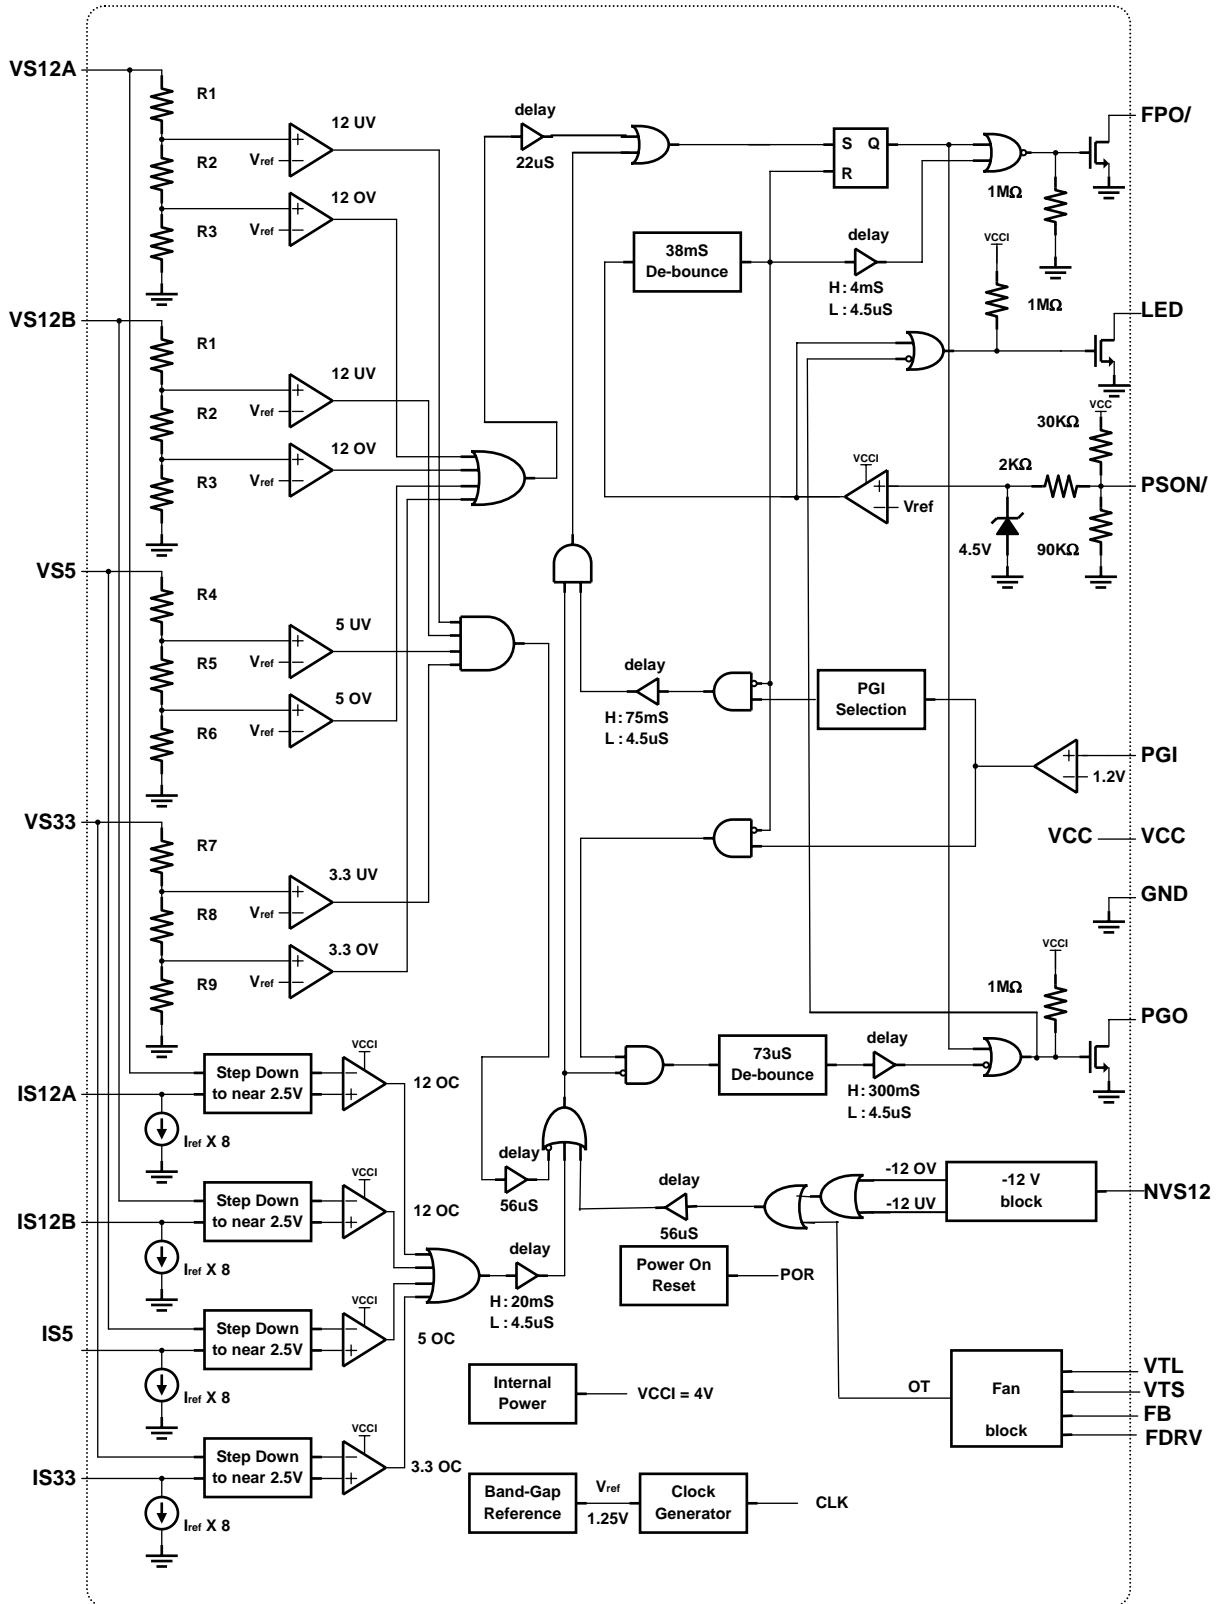 VS12A
R1
12 UV
Vref
R2
12 OV
Vref
R3
delay
22uS
S Q
R
1MΩ
FPO/
38mS
De-bounce
delay
H : 4mS
L : 4.5uS
VCCI
1MΩ
LED
VS12B
R1
12 UV
Vref
R2
12 OV
Vref
R3
VCC
30KΩ
2KΩ
PSON/
VCCI
Vref
4.5V
90KΩ
VS5
R4
5 UV
Vref
R5
5 OV
Vref
R6
delay
H : 75mS
L : 4.5uS
PGI
Selection
PGI
1.2V
VS33
R7
3.3 UV
Vref
R8
3.3 OV
Vref
R9
VCC
VCC
GND
VCCI
1MΩ
PGO
73uS
De-bounce
delay
H : 300mS
L : 4.5uS
IS12A
Step Down
to near 2.5V
VCCI
12 OC
Iref X 8
IS12B
Step Down
to near 2.5V
VCCI
12 OC
Iref X 8
delay
56uS
delay
56uS
-12 OV
-12 UV
-12 V
block
NVS12
delay
H : 20mS
L : 4.5uS
Power On
Reset
POR
IS5
Step Down
to near 2.5V
VCCI
5 OC
Iref X 8
Internal
Power
VCCI = 4V
OT
Fan
block
VTL
VTS
FB
FDRV
IS33
Step Down
to near 2.5V
VCCI
3.3 OC
Iref X 8
Band-Gap
Reference
Vref
1.25V
Clock
Generator
CLK